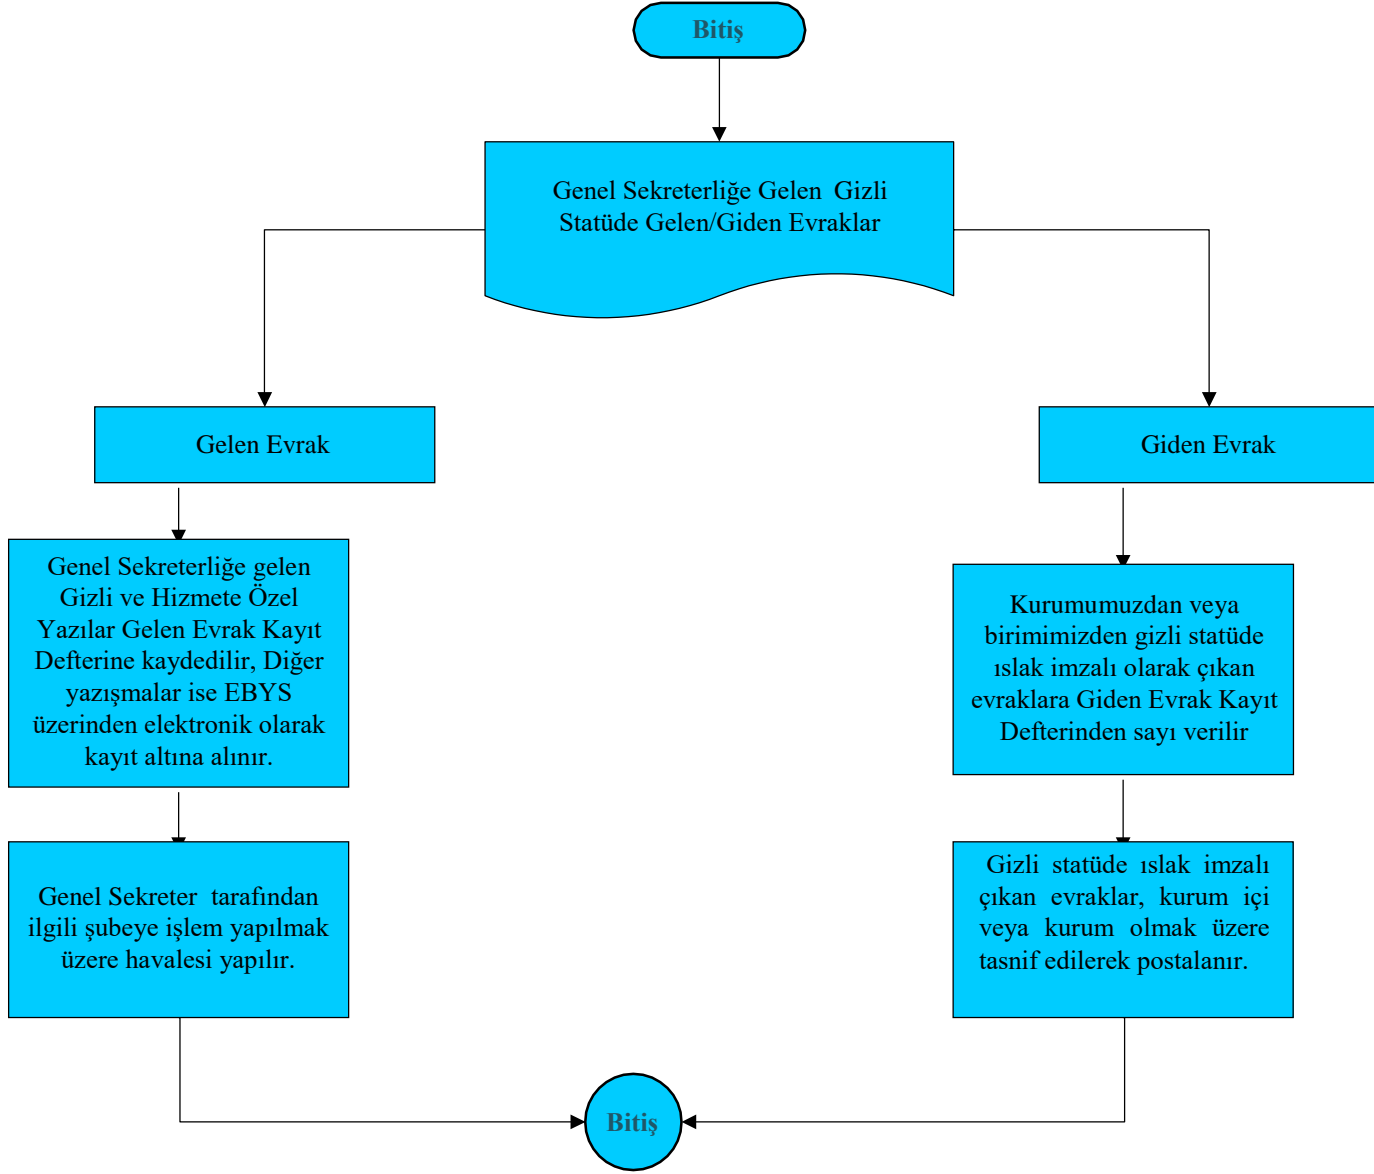 Bitiş
Genel Sekreterliğe Gelen  Gizli
Statüde Gelen/Giden Evraklar
Gelen Evrak
Giden Evrak
Genel Sekreterliğe gelen
Gizli ve Hizmete Özel
Yazılar Gelen Evrak Kayıt
Defterine kaydedilir, Diğer
yazışmalar ise EBYS
üzerinden elektronik olarak
kayıt altına alınır.
Kurumumuzdan veya
birimimizden gizli statüde
ıslak imzalı olarak çıkan
evraklara Giden Evrak Kayıt
Defterinden sayı verilir
Genel Sekreter  tarafından
ilgili şubeye işlem yapılmak
üzere havalesi yapılır.
Gizli statüde ıslak imzalı
çıkan evraklar, kurum içi
veya kurum olmak üzere
tasnif edilerek postalanır.
Bitiş